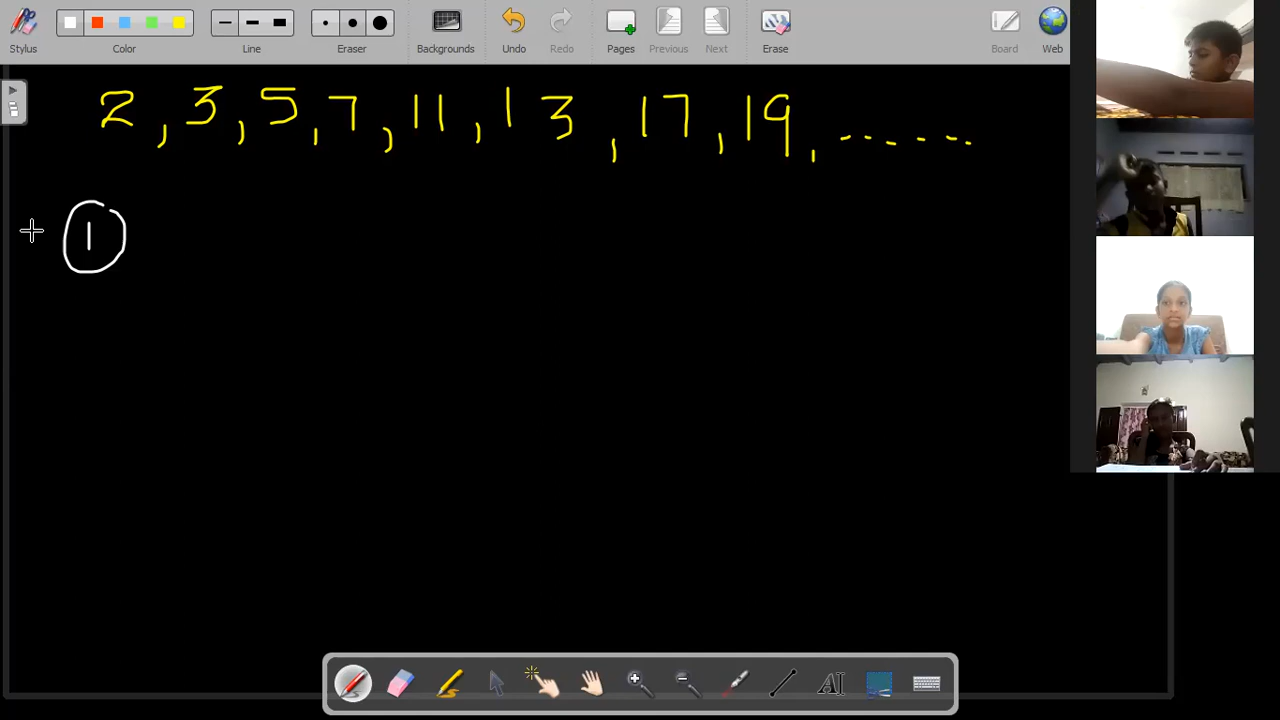 Stylus Color Line Eraser Backgrounds Undo Redo Pages Previous Next Erase Board Web
2, 3, 5, 7, 11, 13, 17, 19, ......
1
AI